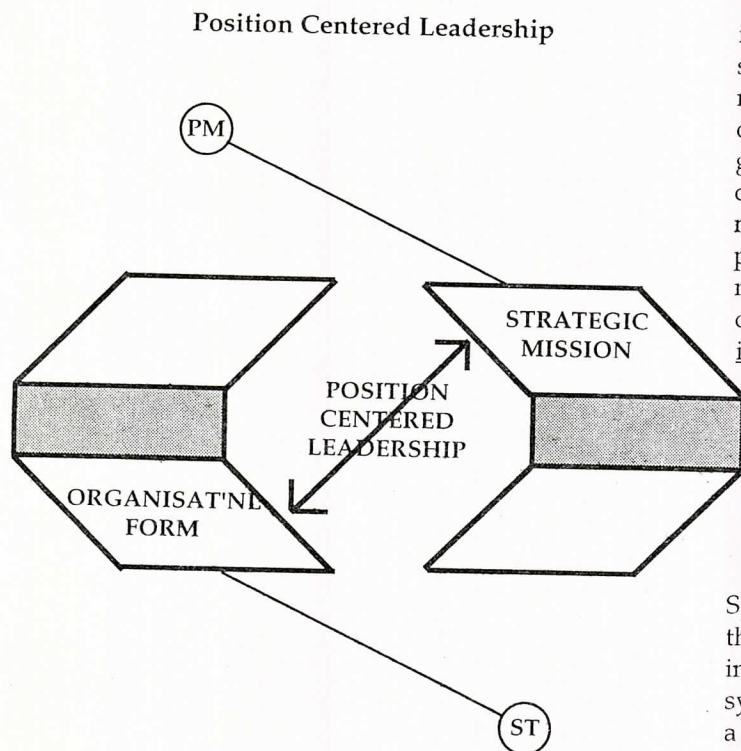 Position Centered Leadership
PM
STRATEGIC
MISSION
POSITION
CENTERED
LEADERSHIP
ORGANISAT'NL
FORM
ST